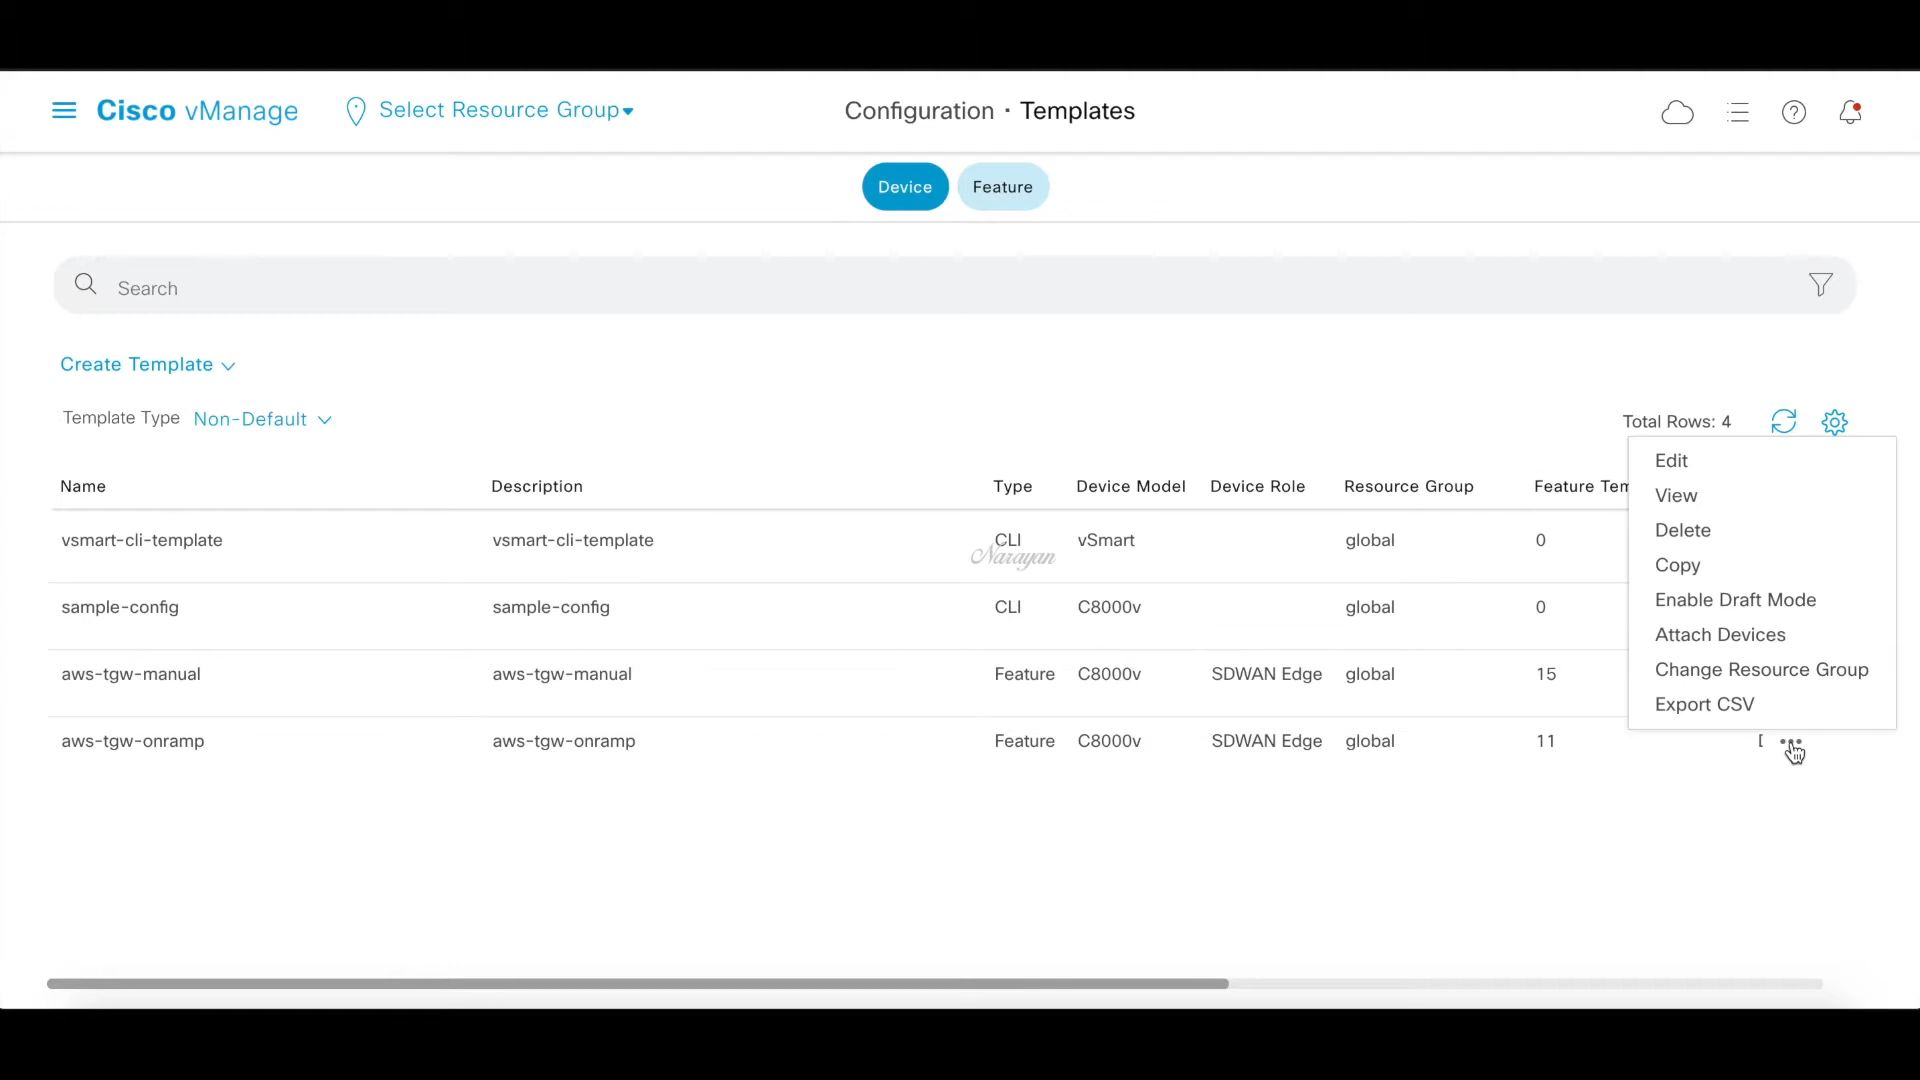 Cisco vManage Select Resource Group Configuration · Templates
Device Feature
Search
Create Template
Template Type Non-Default Total Rows: 4
Name Description Type Device Model Device Role Resource Group Feature Tem
vsmart-cli-template vsmart-cli-template CLI vSmart global 0
Narayan
sample-config sample-config CLI C8000v global 0
aws-tgw-manual aws-tgw-manual Feature C8000v SDWAN Edge global 15
aws-tgw-onramp aws-tgw-onramp Feature C8000v SDWAN Edge global 11
Edit
View
Delete
Copy
Enable Draft Mode
Attach Devices
Change Resource Group
Export CSV